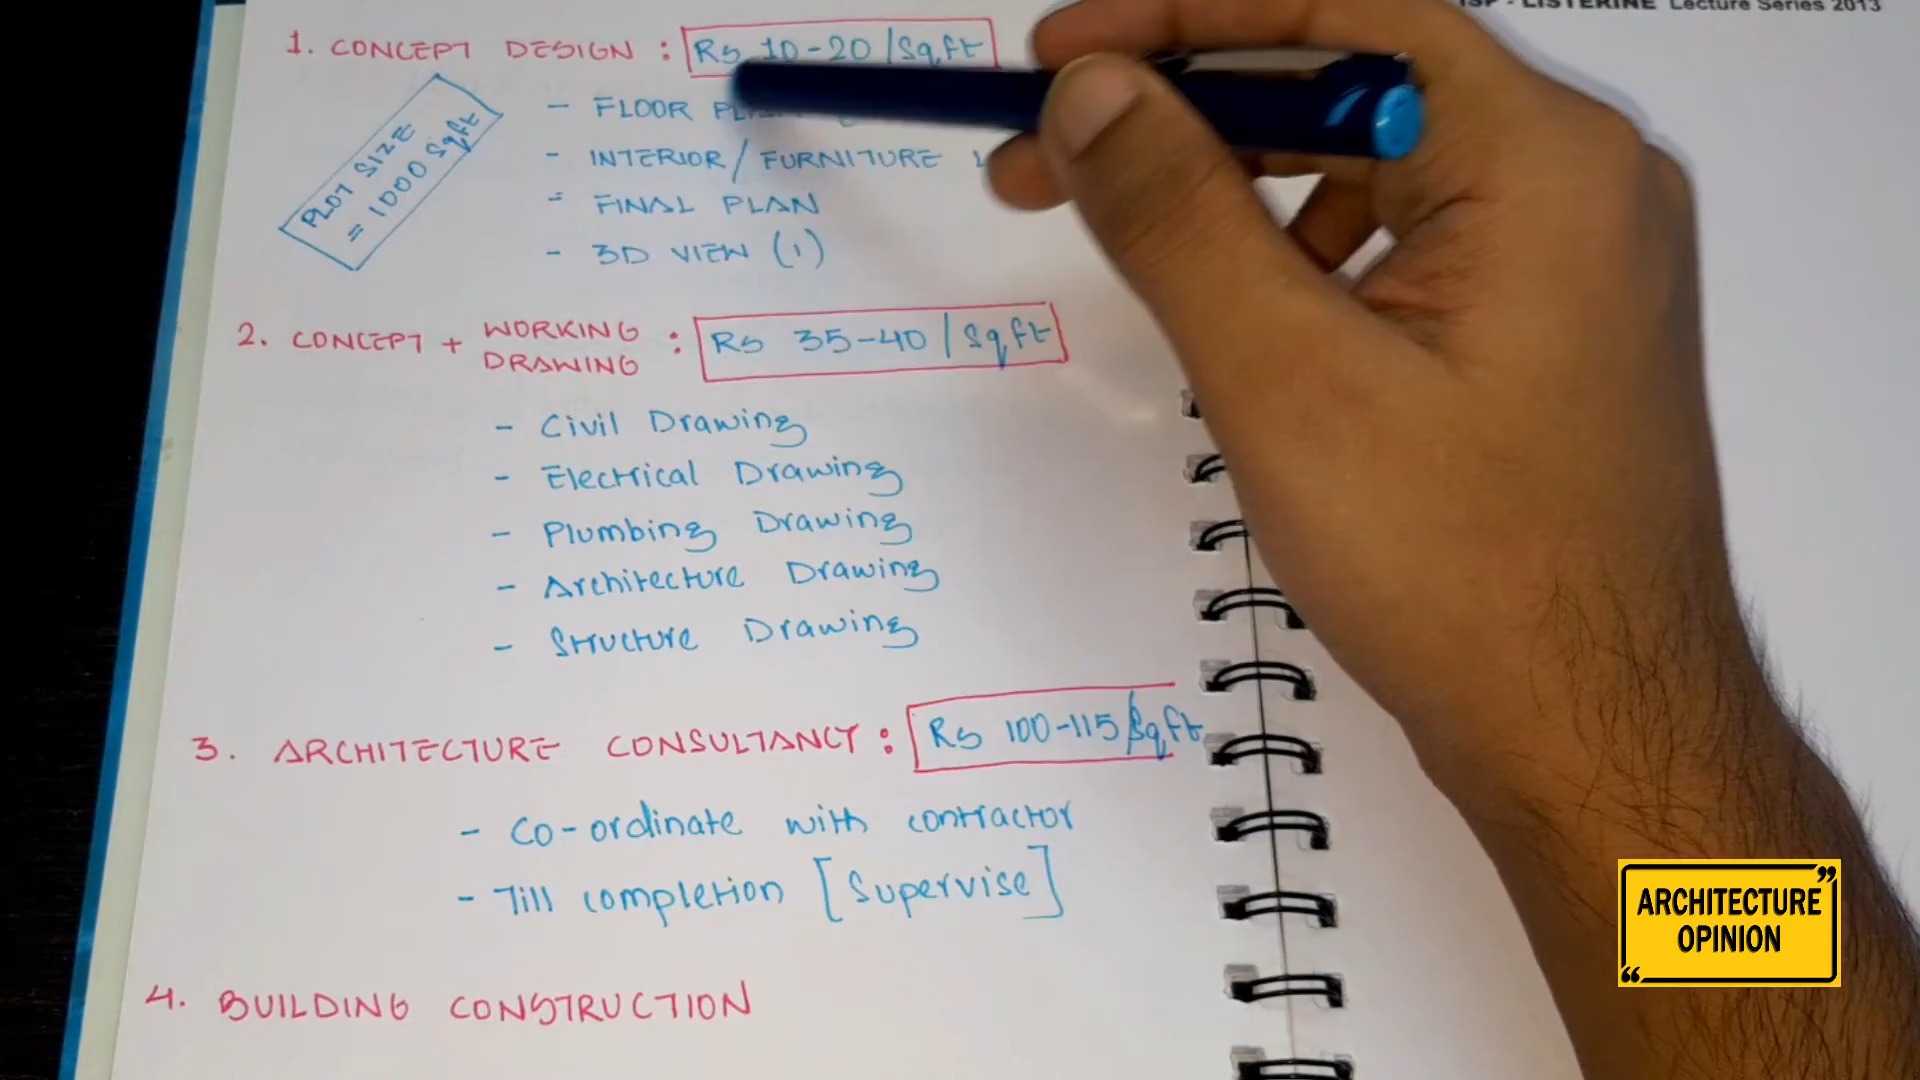 - LISTERINE Lecture Series 2013
1. CONCEPT DESIGN : Rs 10-20 /Sq.ft
PLOT SIZE
= 1000 Sqft
- FLOOR
- INTERIOR / FURNITURE
= FINAL PLAN
- 3D VIEW (1)
2. CONCEPT + WORKING DRAWING : Rs 35-40 /Sq.ft
- Civil Drawing
- Electrical Drawing
- Plumbing Drawing
- Architecture Drawing
- Structure Drawing
3. ARCHITECTURE CONSULTANCY : Rs 100-115/Sq.ft
- Co-ordinate with contractor
- Till completion [Supervise]
4. BUILDING CONSTRUCTION
ARCHITECTURE
OPINION